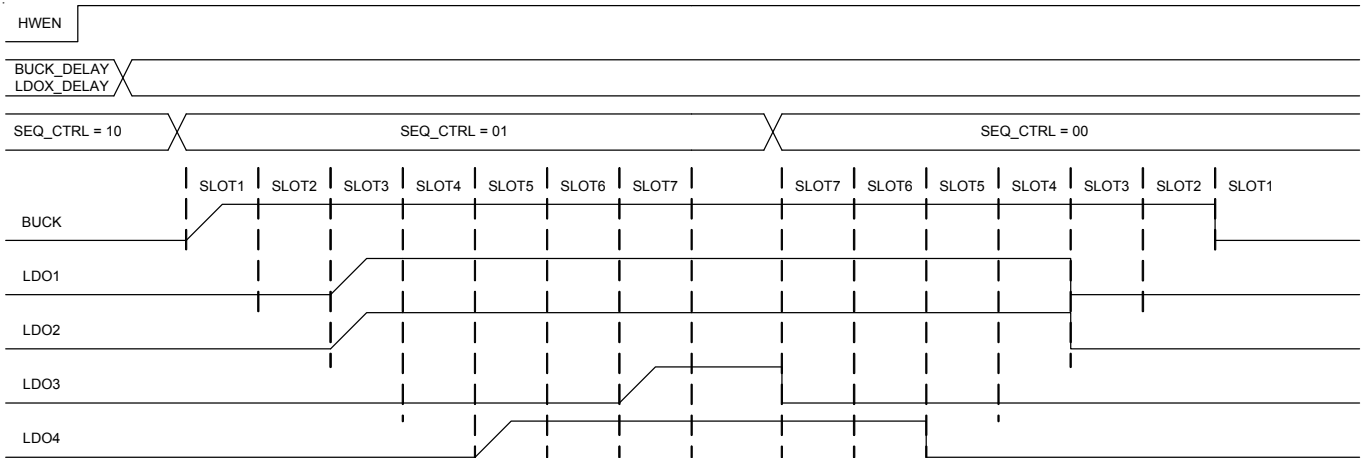 HWEN
BUCK_DELAY
LDOX_DELAY
SEQ_CTRL = 10 SEQ_CTRL = 01 SEQ_CTRL = 00
SLOT1 SLOT2 SLOT3 SLOT4 SLOT5 SLOT6 SLOT7 SLOT7 SLOT6 SLOT5 SLOT4 SLOT3 SLOT2 SLOT1
BUCK
LDO1
LDO2
LDO3
LDO4